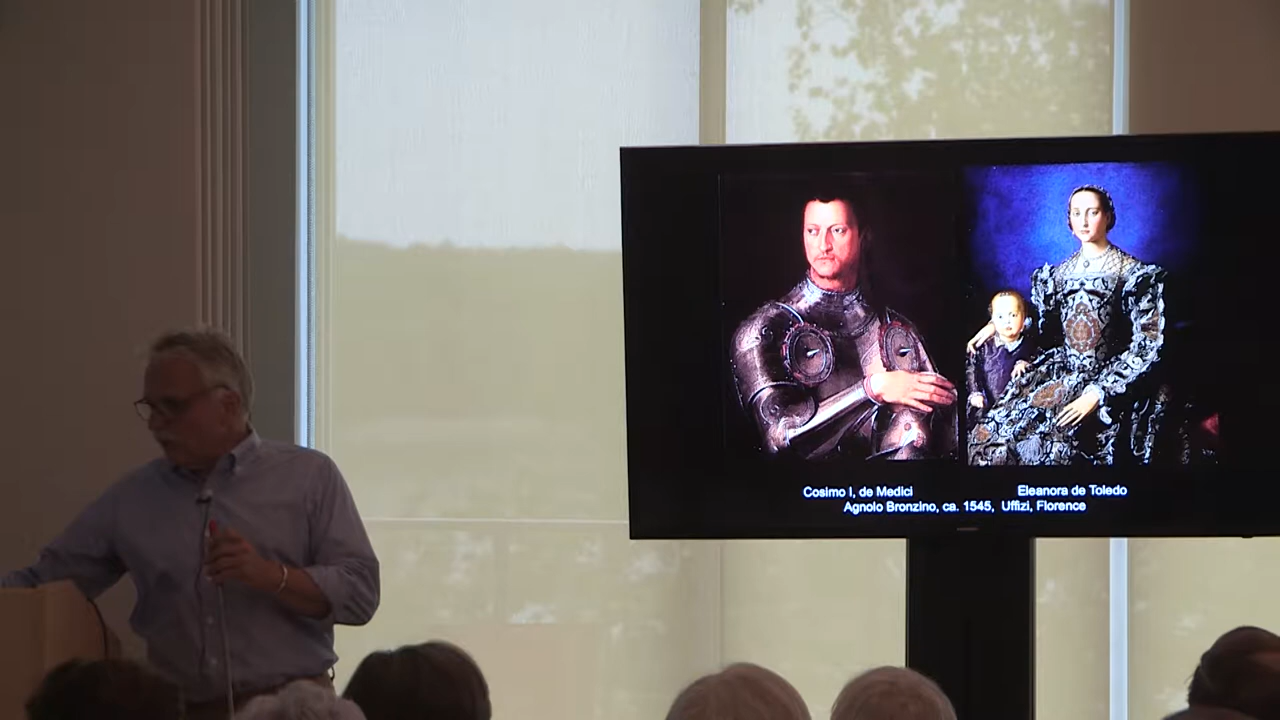 Cosimo I, de Medici Eleanora de Toledo
Agnolo Bronzino, ca. 1545, Uffizi, Florence